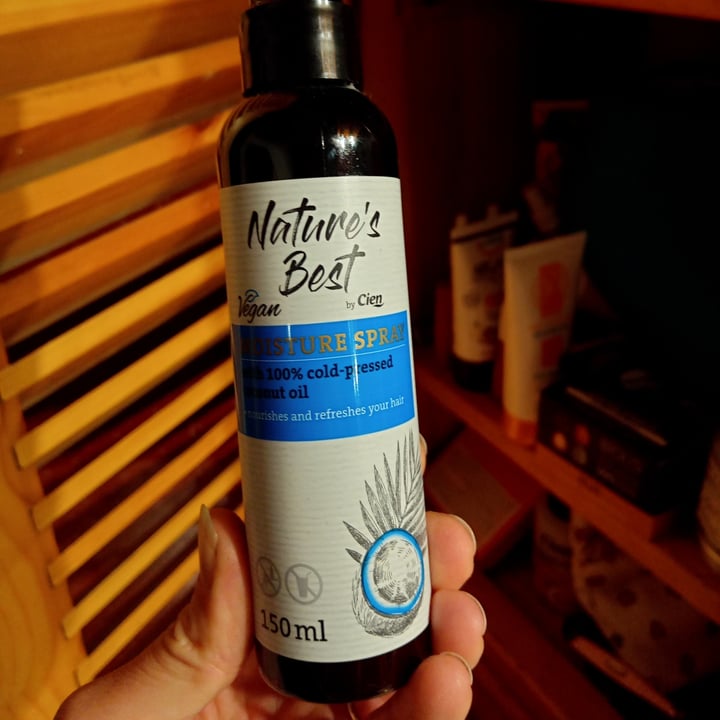 Nature's
Best
Vegan
by Cien
MOISTURE SPRAY
with 100% cold-pressed
coconut oil
nourishes and refreshes your hair
150 ml